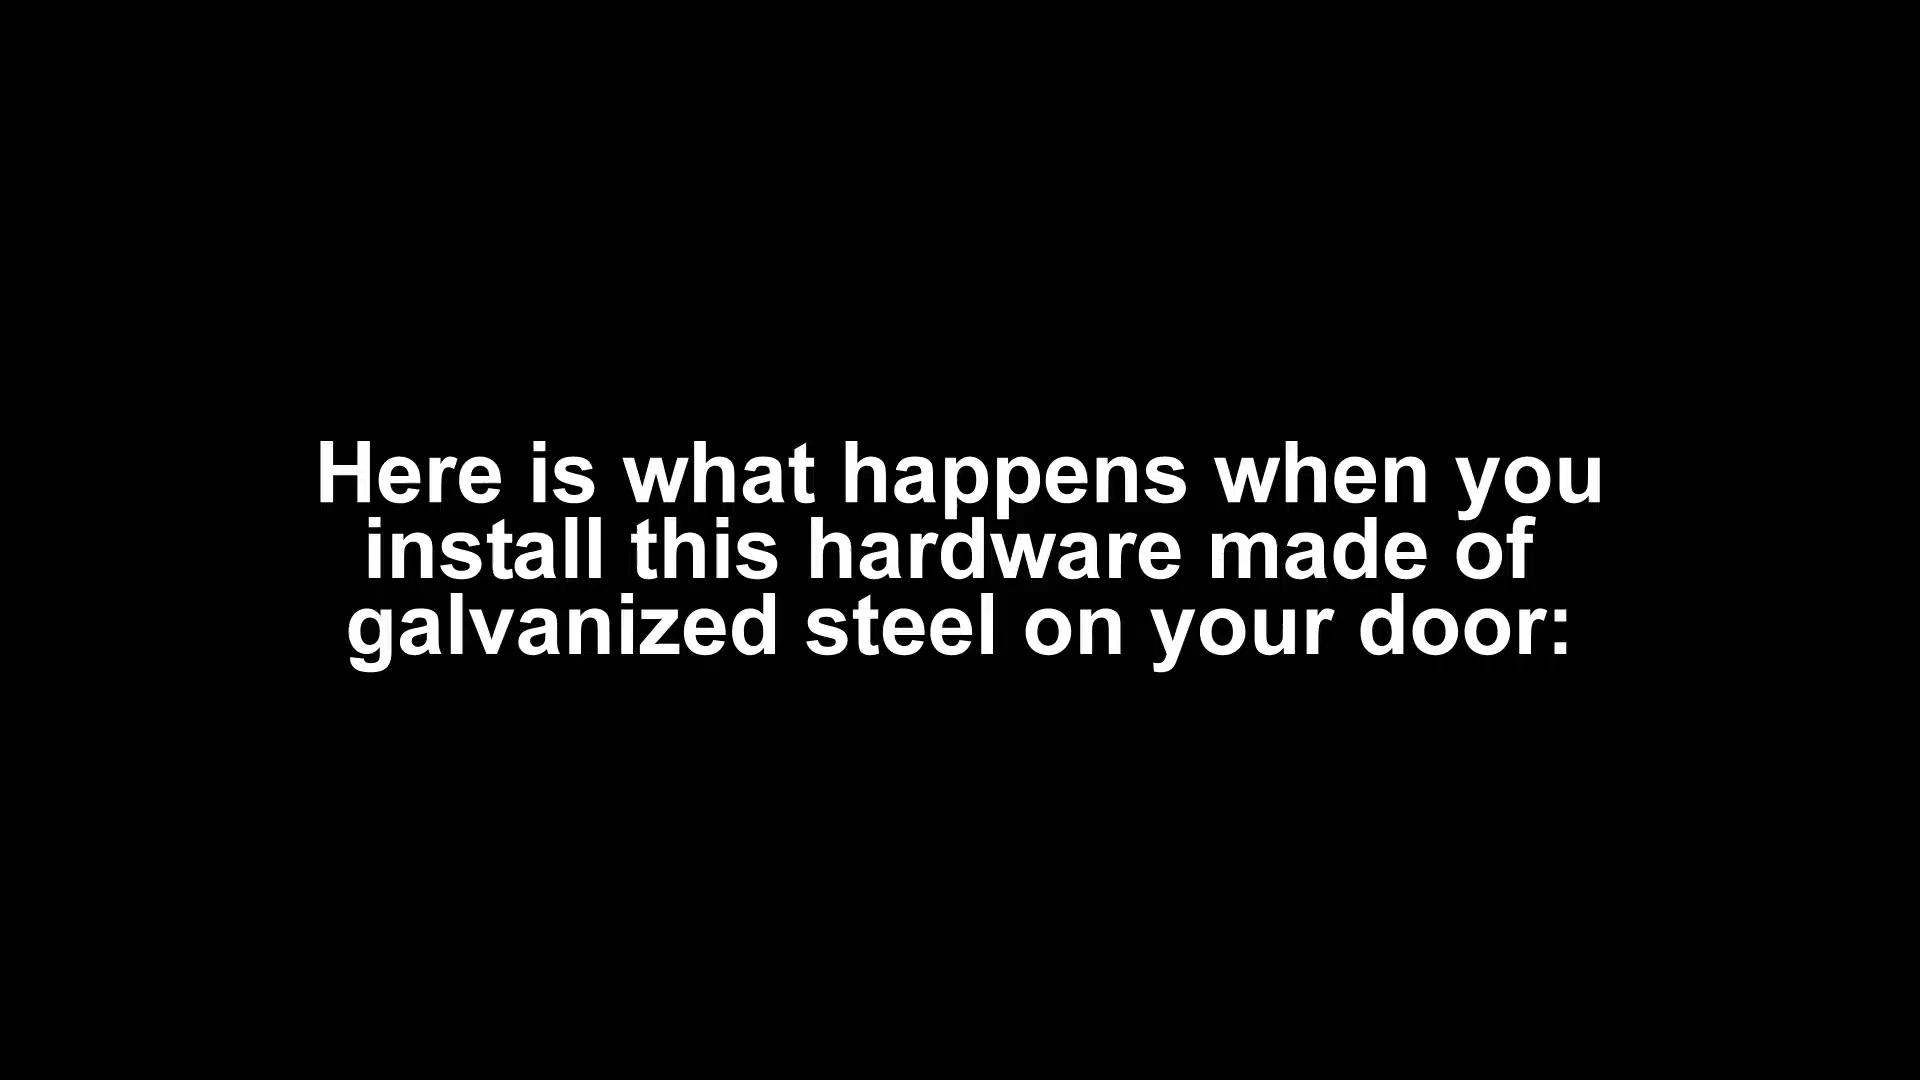 Here is what happens when you
install this hardware made of
galvanized steel on your door: